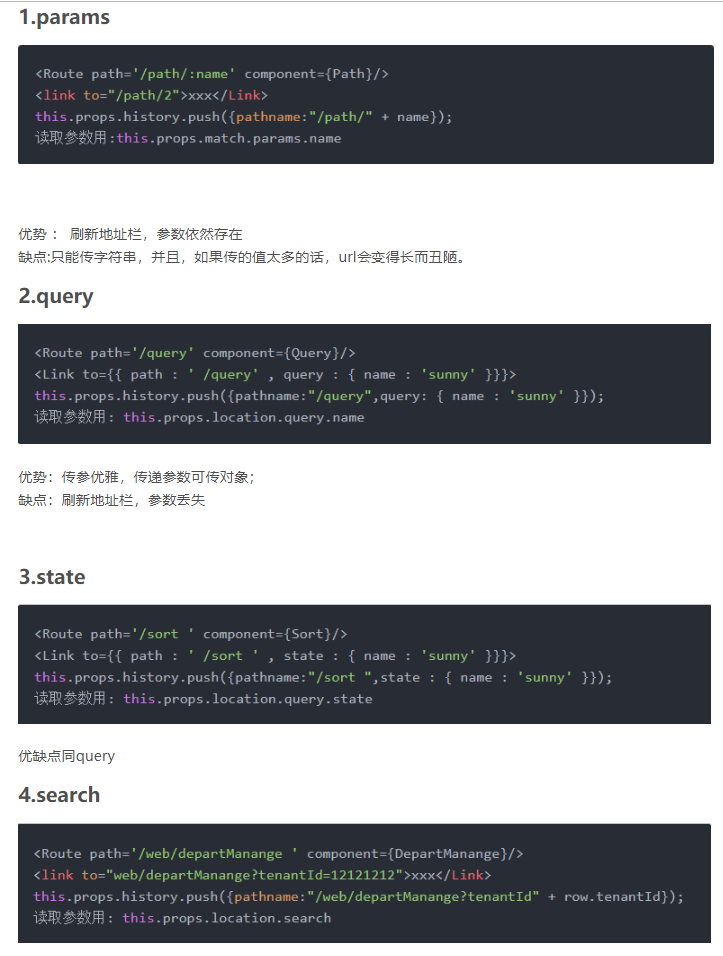 1.params
<Route path='/path/:name' component={Path}/>
<link to="/path/2">xxx</Link>
this.props.history.push({pathname:"/path/" + name});
读取参数用:this.props.match.params.name
优势 ： 刷新地址栏，参数依然存在
缺点:只能传字符串，并且，如果传的值太多的话，url会变得长而丑陋。
2.query
<Route path='/query' component={Query}/>
<Link to={{ path : ' /query' , query : { name : 'sunny' }}}>
this.props.history.push({pathname:"/query",query: { name : 'sunny' }});
读取参数用: this.props.location.query.name
优势：传参优雅，传递参数可传对象；
缺点：刷新地址栏，参数丢失
3.state
<Route path='/sort ' component={Sort}/>
<Link to={{ path : ' /sort ' , state : { name : 'sunny' }}}>
this.props.history.push({pathname:"/sort ",state : { name : 'sunny' }});
读取参数用: this.props.location.query.state
优缺点同query
4.search
<Route path='/web/departManange ' component={DepartManange}/>
<link to="web/departManange?tenantId=12121212">xxx</Link>
this.props.history.push({pathname:"/web/departManange?tenantId" + row.tenantId});
读取参数用: this.props.location.search